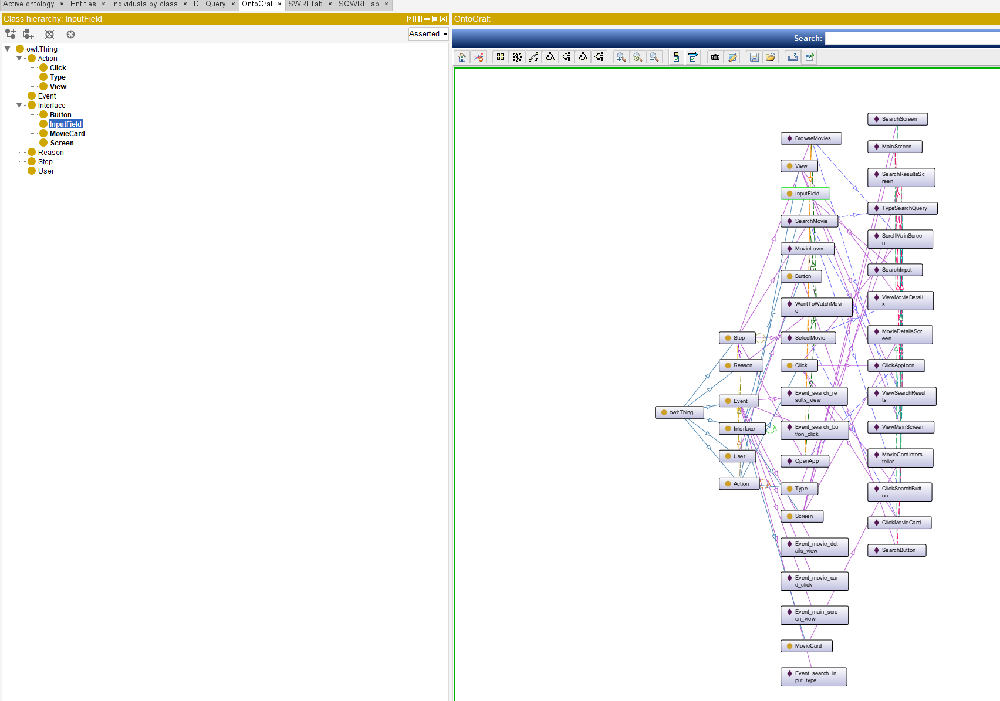 Active ontology × Entities × Individuals by class × DL Query × OntoGraf × SWRLTab × SQWRLTab ×
Class hierarchy: InputField
Asserted
owl:Thing
Action
Click
Type
View
Event
Interface
Button
InputField
MovieCard
Screen
Reason
Step
User
OntoGraf:
Search:
owl:Thing
Step
Reason
Event
Interface
User
Action
BrowseMovies
View
InputField
SearchMovie
MovieLover
Button
WantToWatchMovi
e
SelectMovie
Click
Event_search_re
sults_view
Event_search_bu
tton_click
OpenApp
Type
Screen
Event_movie_det
ails_view
Event_movie_car
d_click
Event_main_scre
en_view
MovieCard
Event_search_in
put_type
SearchScreen
MainScreen
SearchResultsSc
reen
TypeSearchQuery
ScrollMainScree
n
SearchInput
ViewMovieDetail
s
MovieDetailsScr
een
ClickAppIcon
ViewSearchResul
ts
ViewMainScreen
MovieCardInters
tellar
ClickSearchButt
on
ClickMovieCard
SearchButton